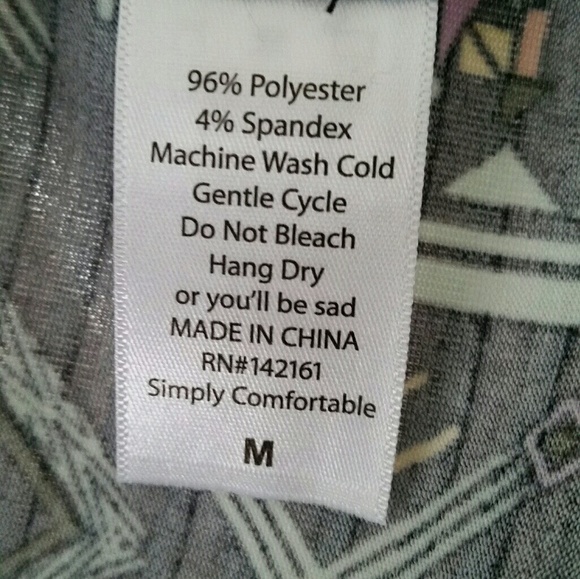 96% Polyester
4% Spandex
Machine Wash Cold
Gentle Cycle
Do Not Bleach
Hang Dry
or you'll be sad
MADE IN CHINA
RN#142161
Simply Comfortable
M